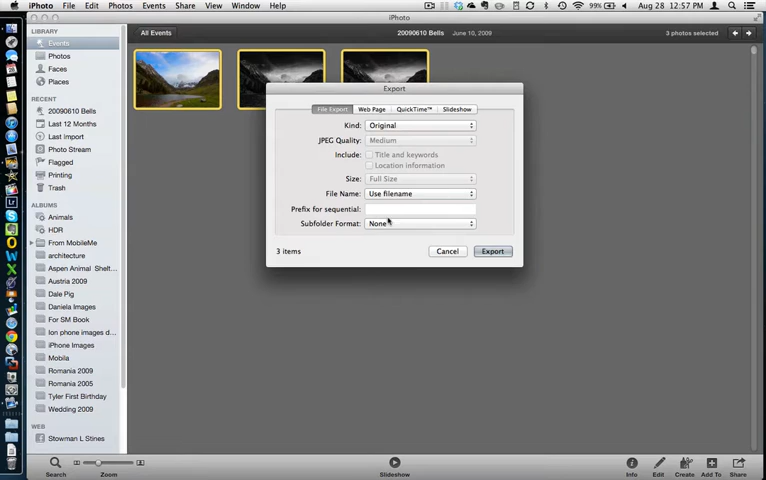 iPhoto File Edit Photos Events Share View Window Help 99% Aug 28 12:57 PM
iPhoto
LIBRARY
Events
Photos
Faces
Places
RECENT
20090610 Bells
Last 12 Months
Last Import
Photo Stream
Flagged
Printing
Trash
ALBUMS
Animals
HDR
From MobileMe
architecture
Aspen Animal Shelt...
Austria 2009
Dale Pig
Daniela Images
For SM Book
Ion phone images d...
iPhone Images
Mobila
Romania 2009
Romania 2005
Tyler First Birthday
Wedding 2009
WEB
Stowman L Stines
All Events 20090610 Bells June 10, 2009 3 photos selected
Export
File Export Web Page QuickTime™ Slideshow
Kind: Original
JPEG Quality: Medium
Include: Title and keywords
Location information
Size: Full Size
File Name: Use filename
Prefix for sequential:
Subfolder Format: None
3 items Cancel Export
Search Zoom Slideshow Info Edit Create Add To Share